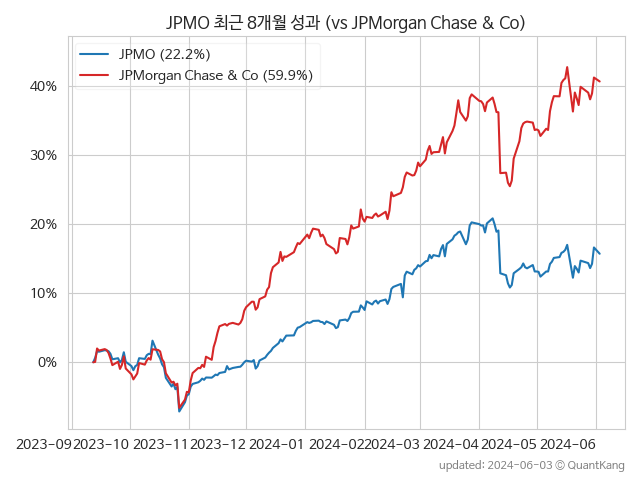 JPMO 최근 8개월 성과 (vs JPMorgan Chase & Co)
JPMO (22.2%)
JPMorgan Chase & Co (59.9%)
40%
30%
20%
10%
0%
2023-09 2023-10 2023-11 2023-12 2024-01 2024-02 2024-03 2024-04 2024-05 2024-06
updated: 2024-06-03 © QuantKang